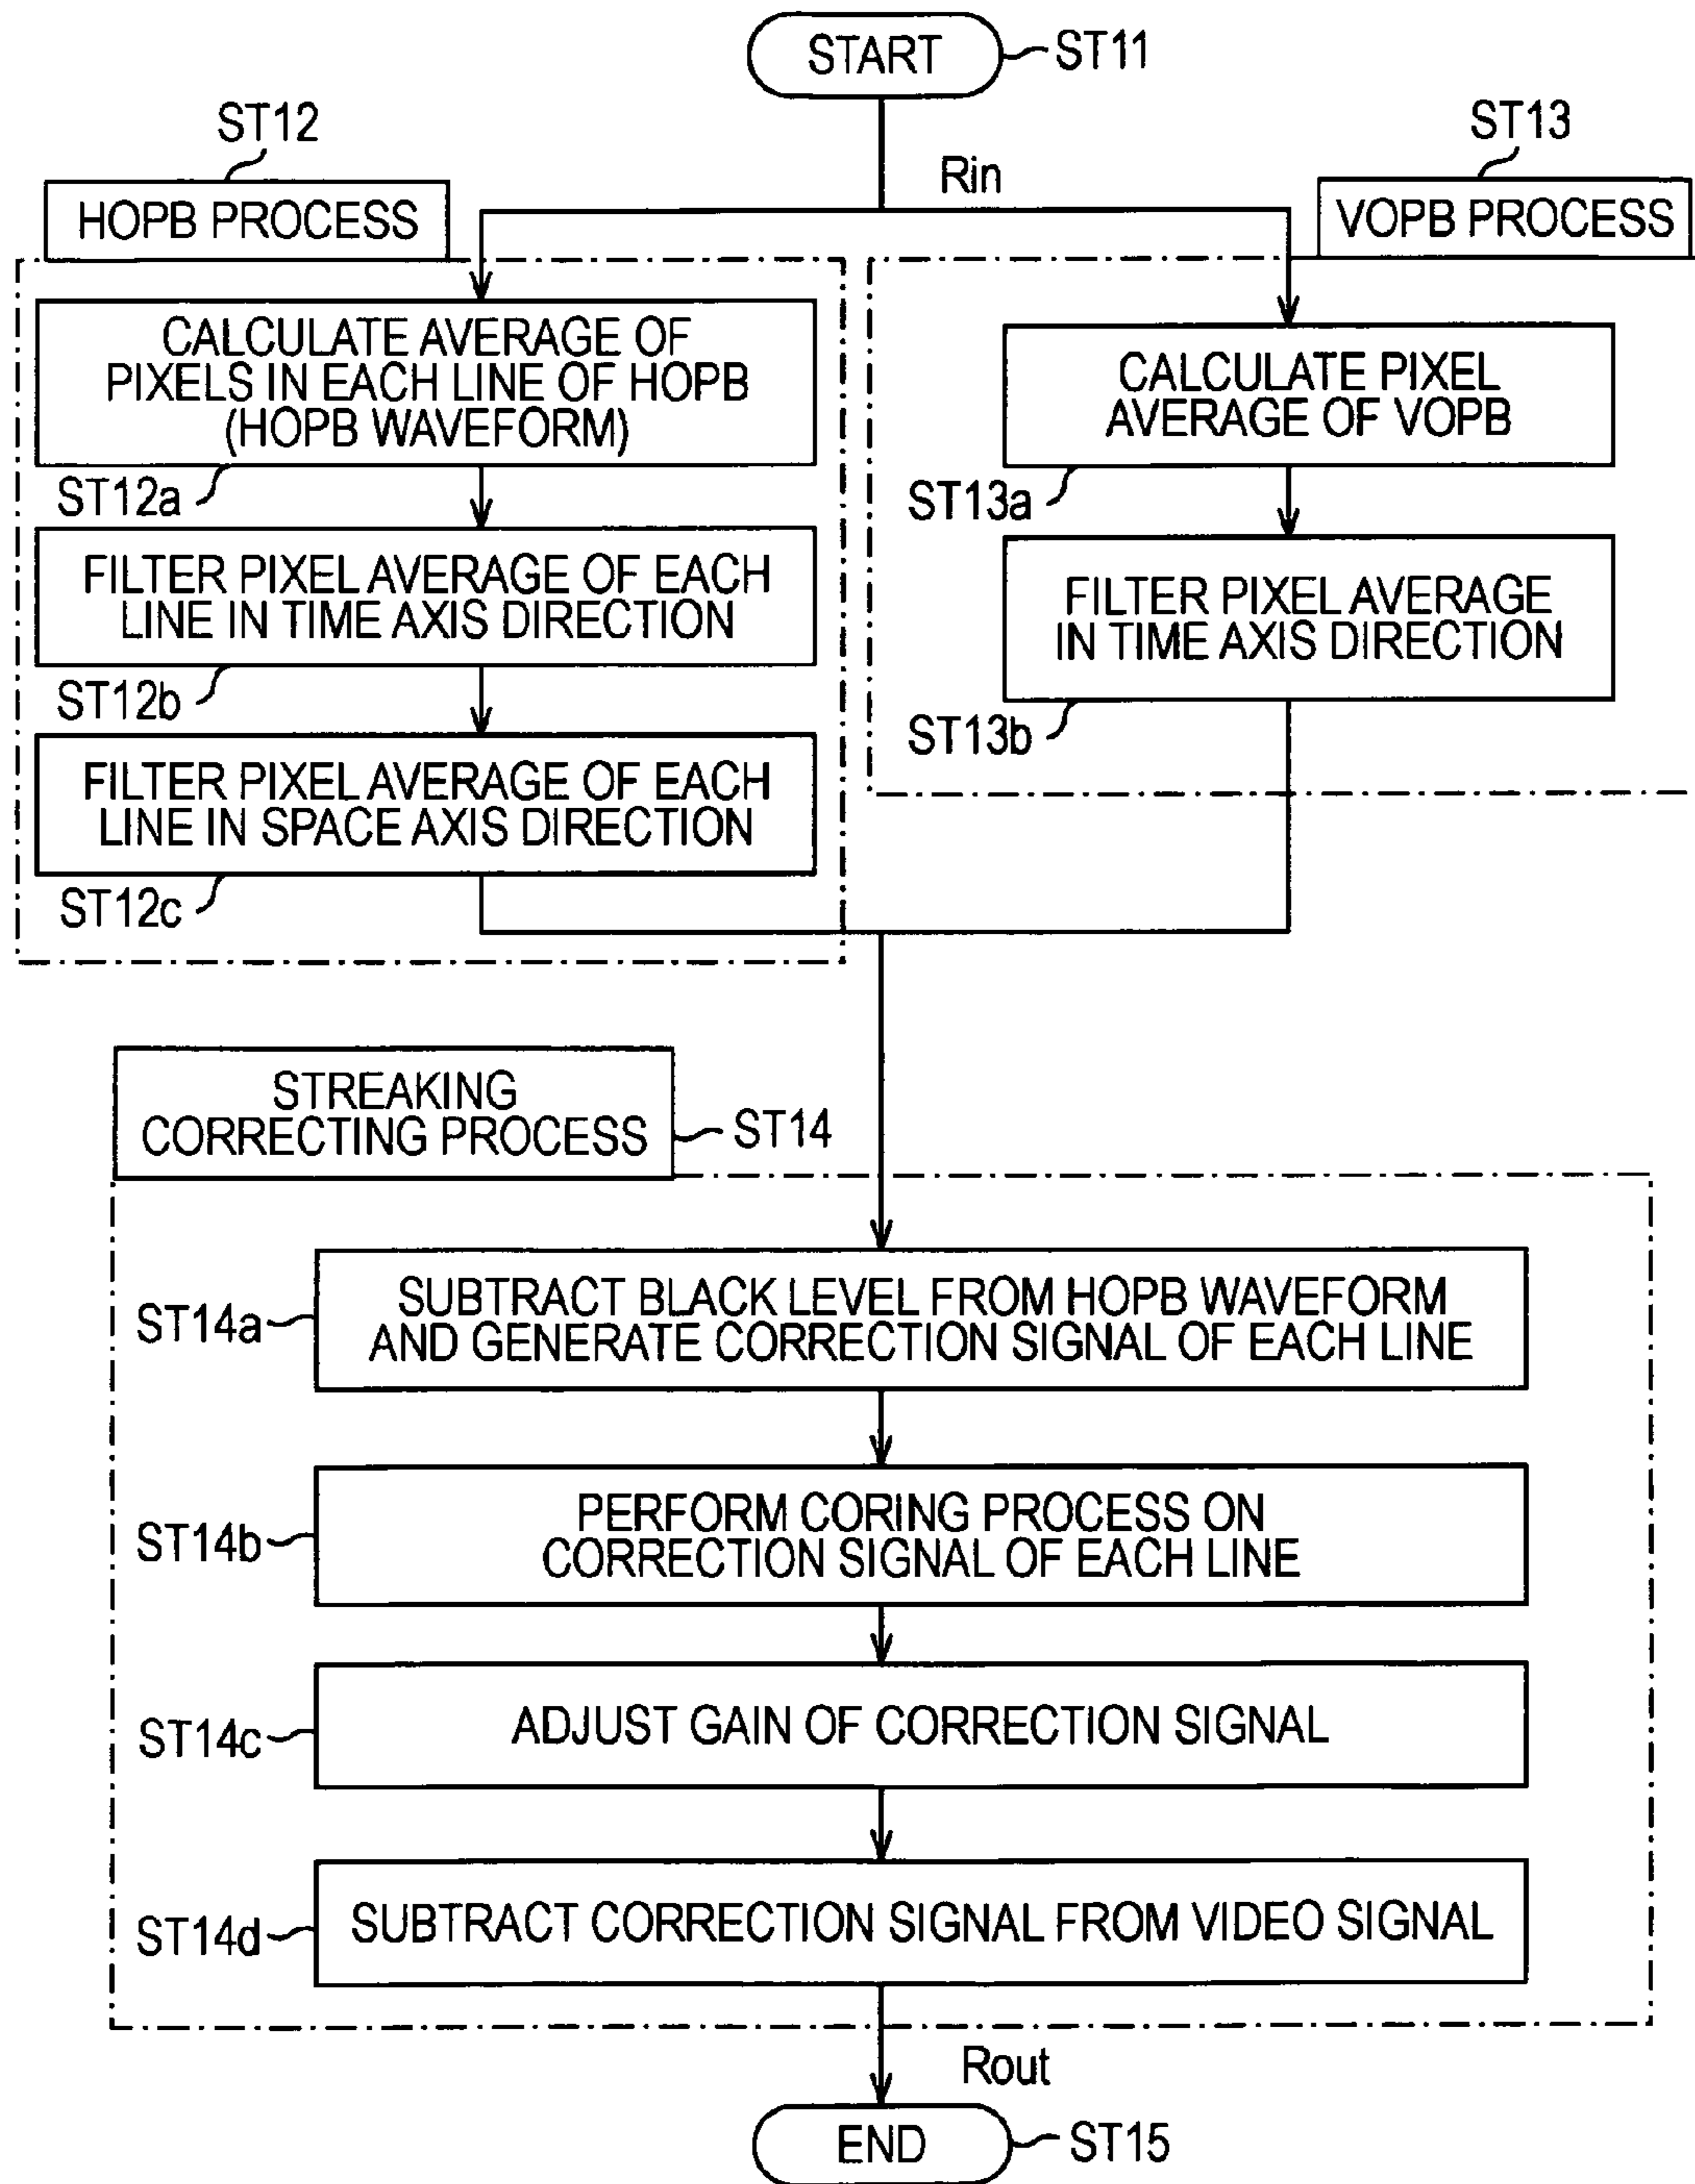 START
ST11
ST12
ST13
Rin
HOPB PROCESS
VOPB PROCESS
CALCULATE AVERAGE OF
PIXELS IN EACH LINE OF HOPB
(HOPB WAVEFORM)
ST12a
FILTER PIXEL AVERAGE OF EACH
LINE IN TIME AXIS DIRECTION
ST12b
FILTER PIXEL AVERAGE OF EACH
LINE IN SPACE AXIS DIRECTION
ST12c
CALCULATE PIXEL
AVERAGE OF VOPB
ST13a
FILTER PIXEL AVERAGE
IN TIME AXIS DIRECTION
ST13b
STREAKING
CORRECTING PROCESS
ST14
ST14a
SUBTRACT BLACK LEVEL FROM HOPB WAVEFORM
AND GENERATE CORRECTION SIGNAL OF EACH LINE
ST14b
PERFORM CORING PROCESS ON
CORRECTION SIGNAL OF EACH LINE
ST14c
ADJUST GAIN OF CORRECTION SIGNAL
ST14d
SUBTRACT CORRECTION SIGNAL FROM VIDEO SIGNAL
Rout
END
ST15